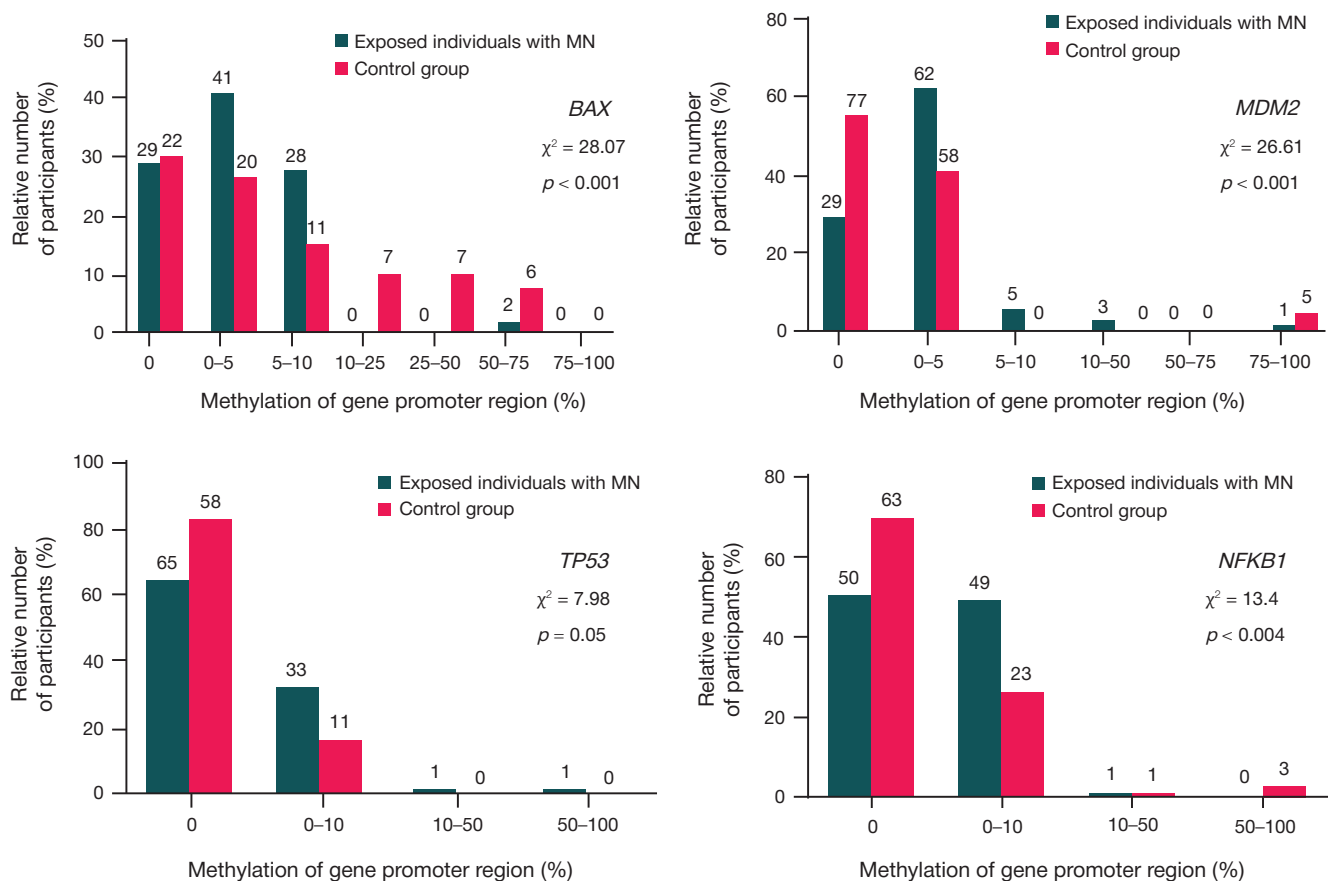 50
40
30
20
10
0
Relative number
of participants (%)
Exposed individuals with MN
Control group
BAX
χ² = 28.07
p < 0.001
29 22
41
20
28
11
0 7
0 7
2 6
0 0
0 0–5 5–10 10–25 25–50 50–75 75–100
Methylation of gene promoter region (%)
80
60
40
20
0
Relative number
of participants (%)
Exposed individuals with MN
Control group
MDM2
χ² = 26.61
p < 0.001
29 77
62 58
5 0
3 0
0 0
1 5
0 0–5 5–10 10–50 50–75 75–100
Methylation of gene promoter region (%)
100
80
60
40
20
0
Relative number
of participants (%)
Exposed individuals with MN
Control group
TP53
χ² = 7.98
p = 0.05
65 58
33 11
1 0
1 0
0 0–10 10–50 50–100
Methylation of gene promoter region (%)
80
60
40
20
0
Relative number
of participants (%)
Exposed individuals with MN
Control group
NFKB1
χ² = 13.4
p < 0.004
50 63
49 23
1 1
0 3
0 0–10 10–50 50–100
Methylation of gene promoter region (%)